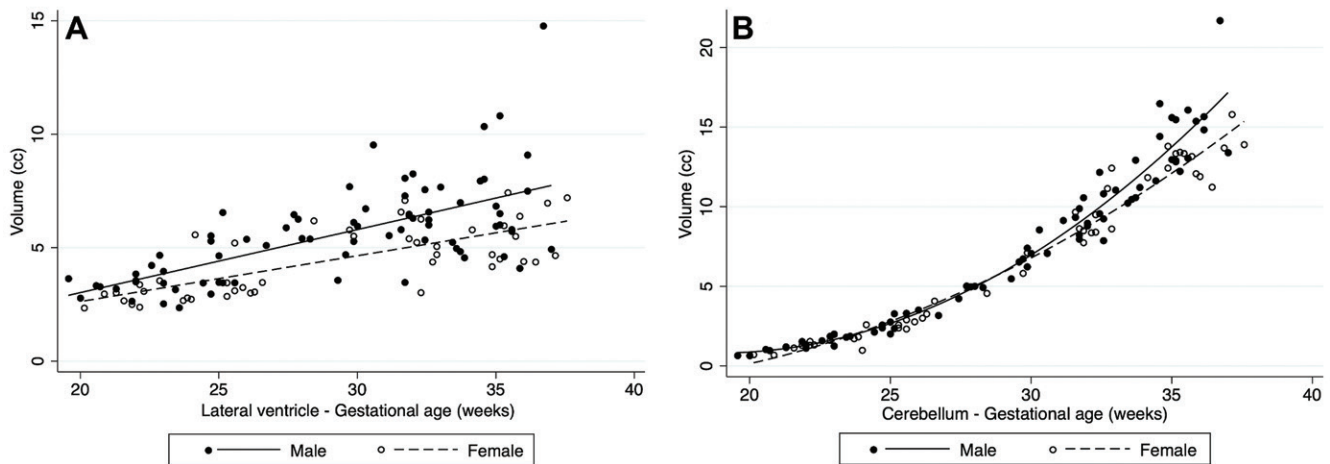 A
15
10
5
0
Volume (cc)
20
25
30
35
40
Lateral ventricle - Gestational age (weeks)
Male
Female
B
20
15
10
5
0
Volume (cc)
20
25
30
35
40
Cerebellum - Gestational age (weeks)
Male
Female